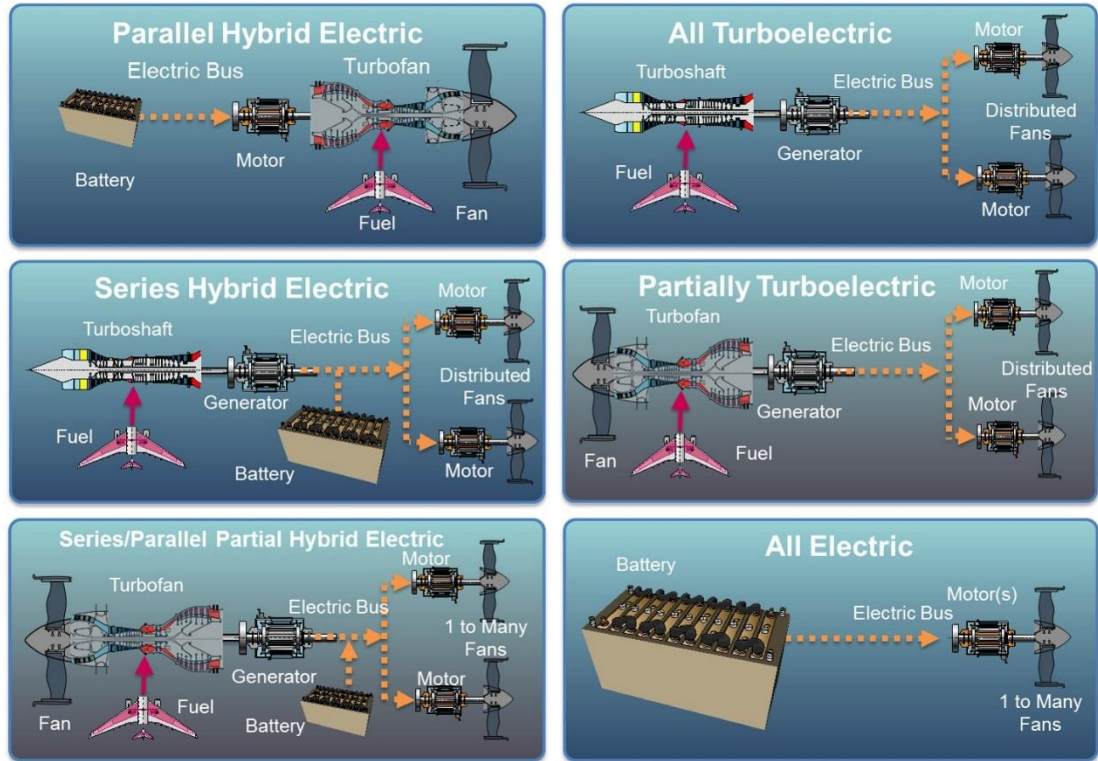 Parallel Hybrid Electric
Electric Bus
Turbofan
Motor
Battery
Fuel
Fan
All Turboelectric
Motor
Turboshaft
Electric Bus
Distributed
Fans
Generator
Fuel
Motor
Series Hybrid Electric
Motor
Turboshaft
Electric Bus
Distributed
Fans
Generator
Fuel
Battery
Motor
Partially Turboelectric
Motor
Turbofan
Electric Bus
Distributed
Fans
Generator
Motor
Fan
Fuel
Series/Parallel Partial Hybrid Electric
Motor
Turbofan
Electric Bus
1 to Many
Fans
Generator
Motor
Fan
Fuel
Battery
All Electric
Battery
Motor(s)
Electric Bus
1 to Many
Fans